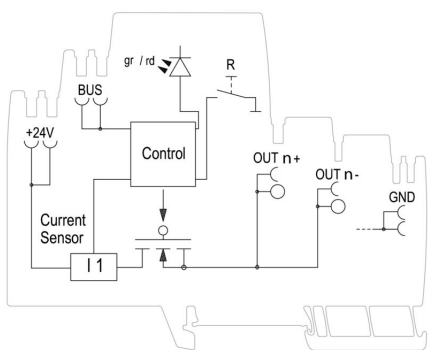 gr / rd
R
BUS
+24V
Control
OUT n+
OUT n-
GND
Current
Sensor
I 1